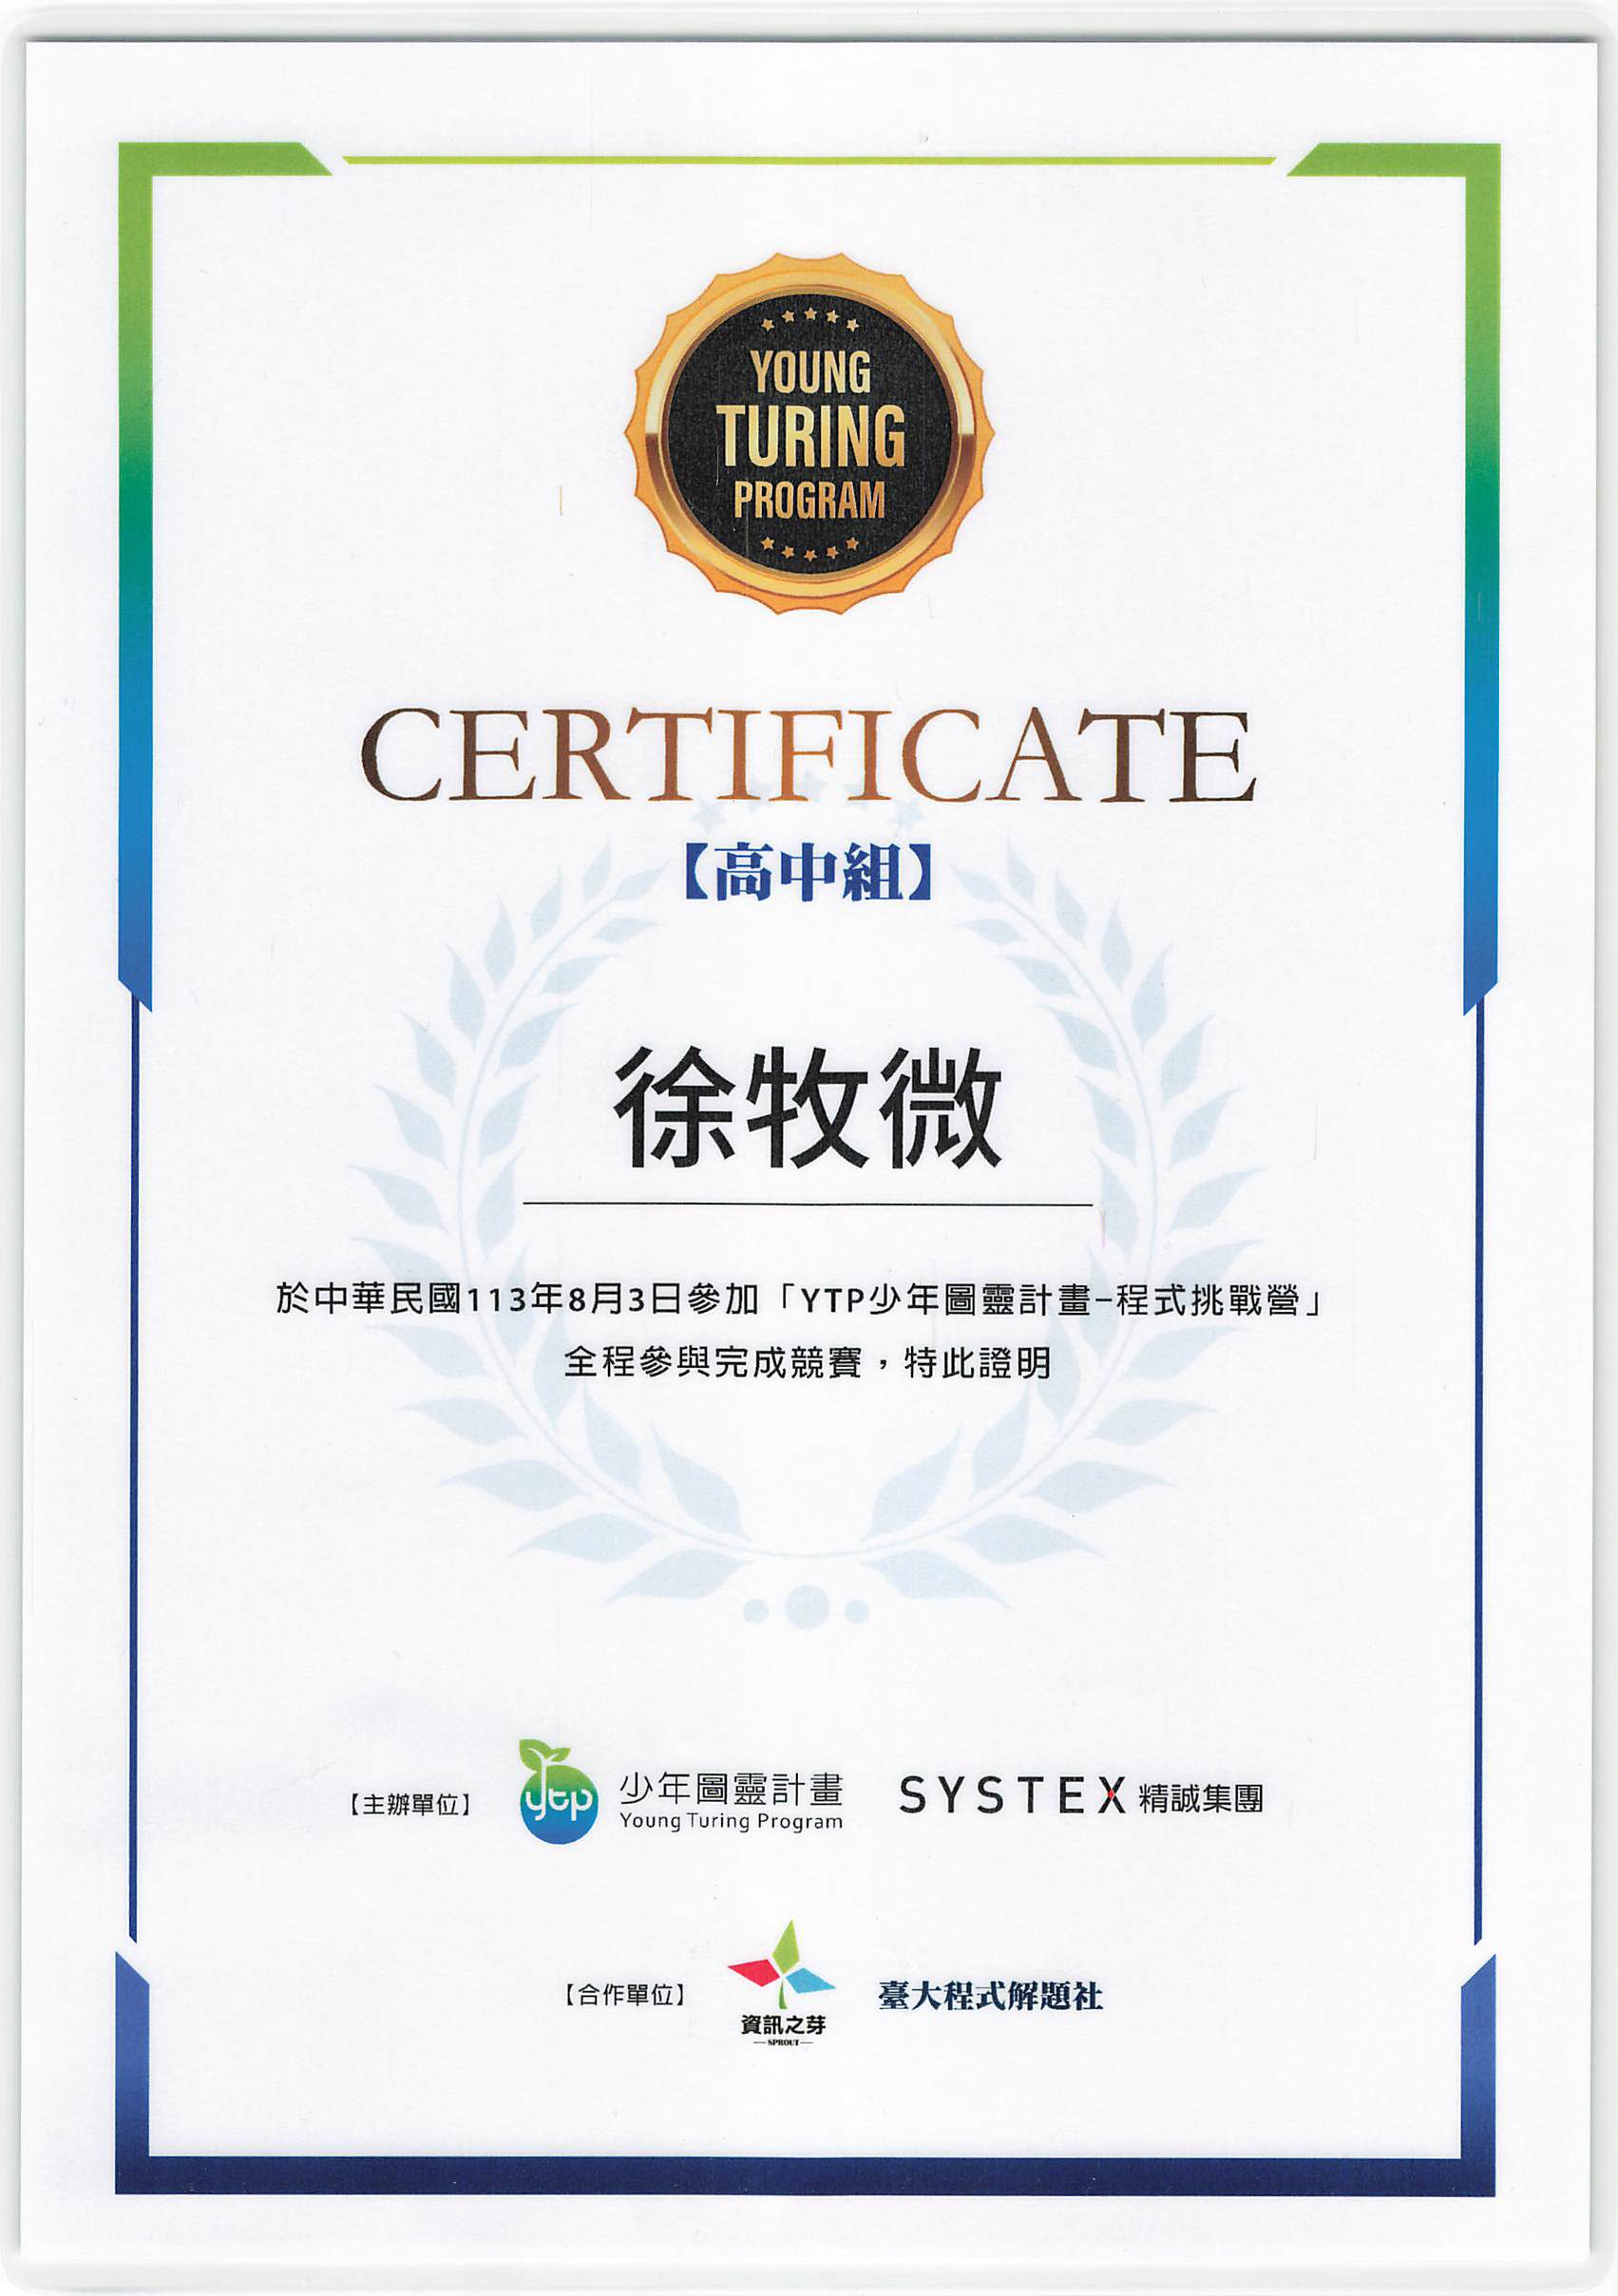 YOUNG
TURING
PROGRAM
CERTIFICATE
【高中組】
徐牧微
於中華民國113年8月3日參加「YTP少年圖靈計畫-程式挑戰營」
全程參與完成競賽，特此證明
【主辦單位】
ytp
少年圖靈計畫
Young Turing Program
SYSTEX 精誠集團
【合作單位】
資訊之芽
SPROUT
臺大程式解題社